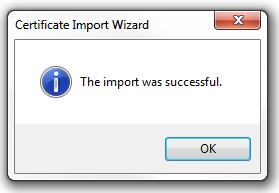 Certificate Import Wizard
The import was successful.
OK